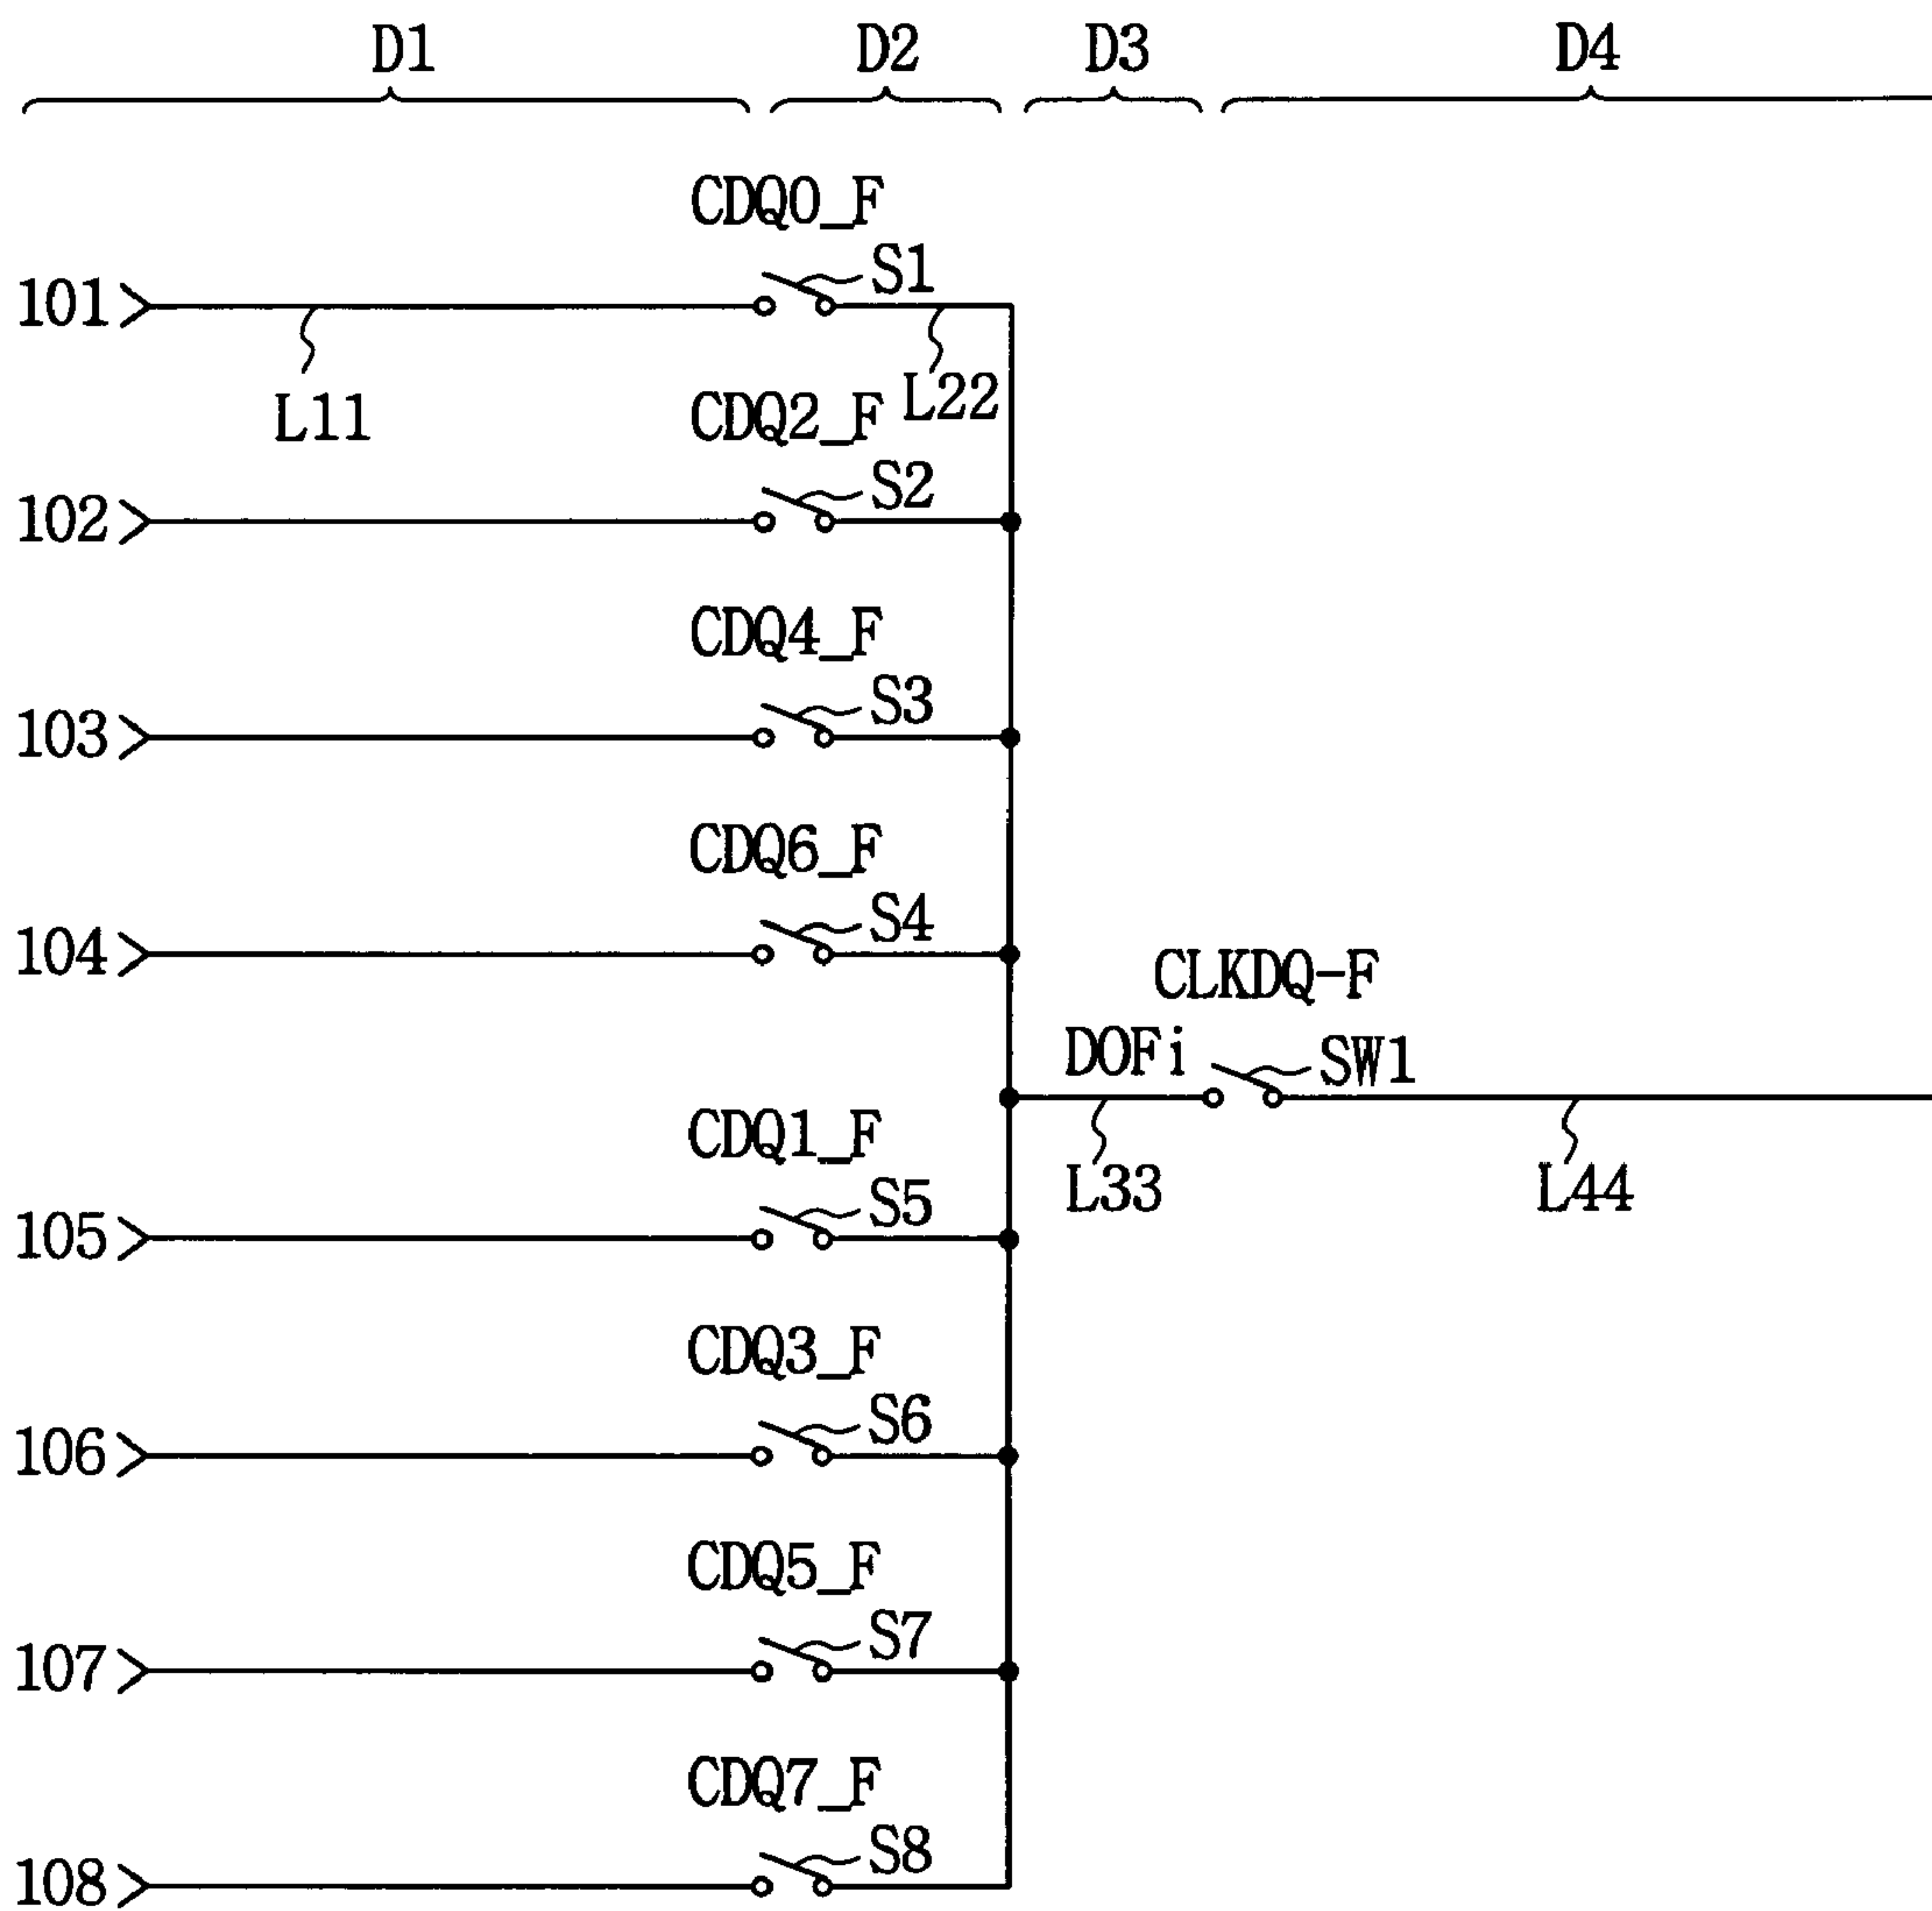 D1 D2 D3 D4
CDQ0_F
S1
101
L11
L22
CDQ2_F
S2
102
CDQ4_F
S3
103
CDQ6_F
S4
104
CLKDQ-F
DOFi
SW1
L33
L44
CDQ1_F
S5
105
CDQ3_F
S6
106
CDQ5_F
S7
107
CDQ7_F
S8
108